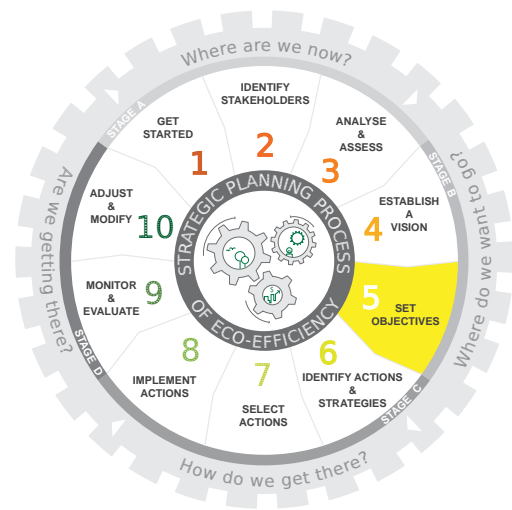 Where are we now?
STAGE A
Where do we want to go?
STAGE B
How do we get there?
STAGE C
Are we getting there?
STAGE D
GET
STARTED
1
IDENTIFY
STAKEHOLDERS
2
ANALYSE
&
ASSESS
3
ESTABLISH
A
VISION
4
5
SET
OBJECTIVES
6
IDENTIFY ACTIONS
&
STRATEGIES
7
SELECT
ACTIONS
8
IMPLEMENT
ACTIONS
MONITOR
&
EVALUATE
9
ADJUST
&
MODIFY
10
STRATEGIC PLANNING PROCESS
OF ECO-EFFICIENCY
$